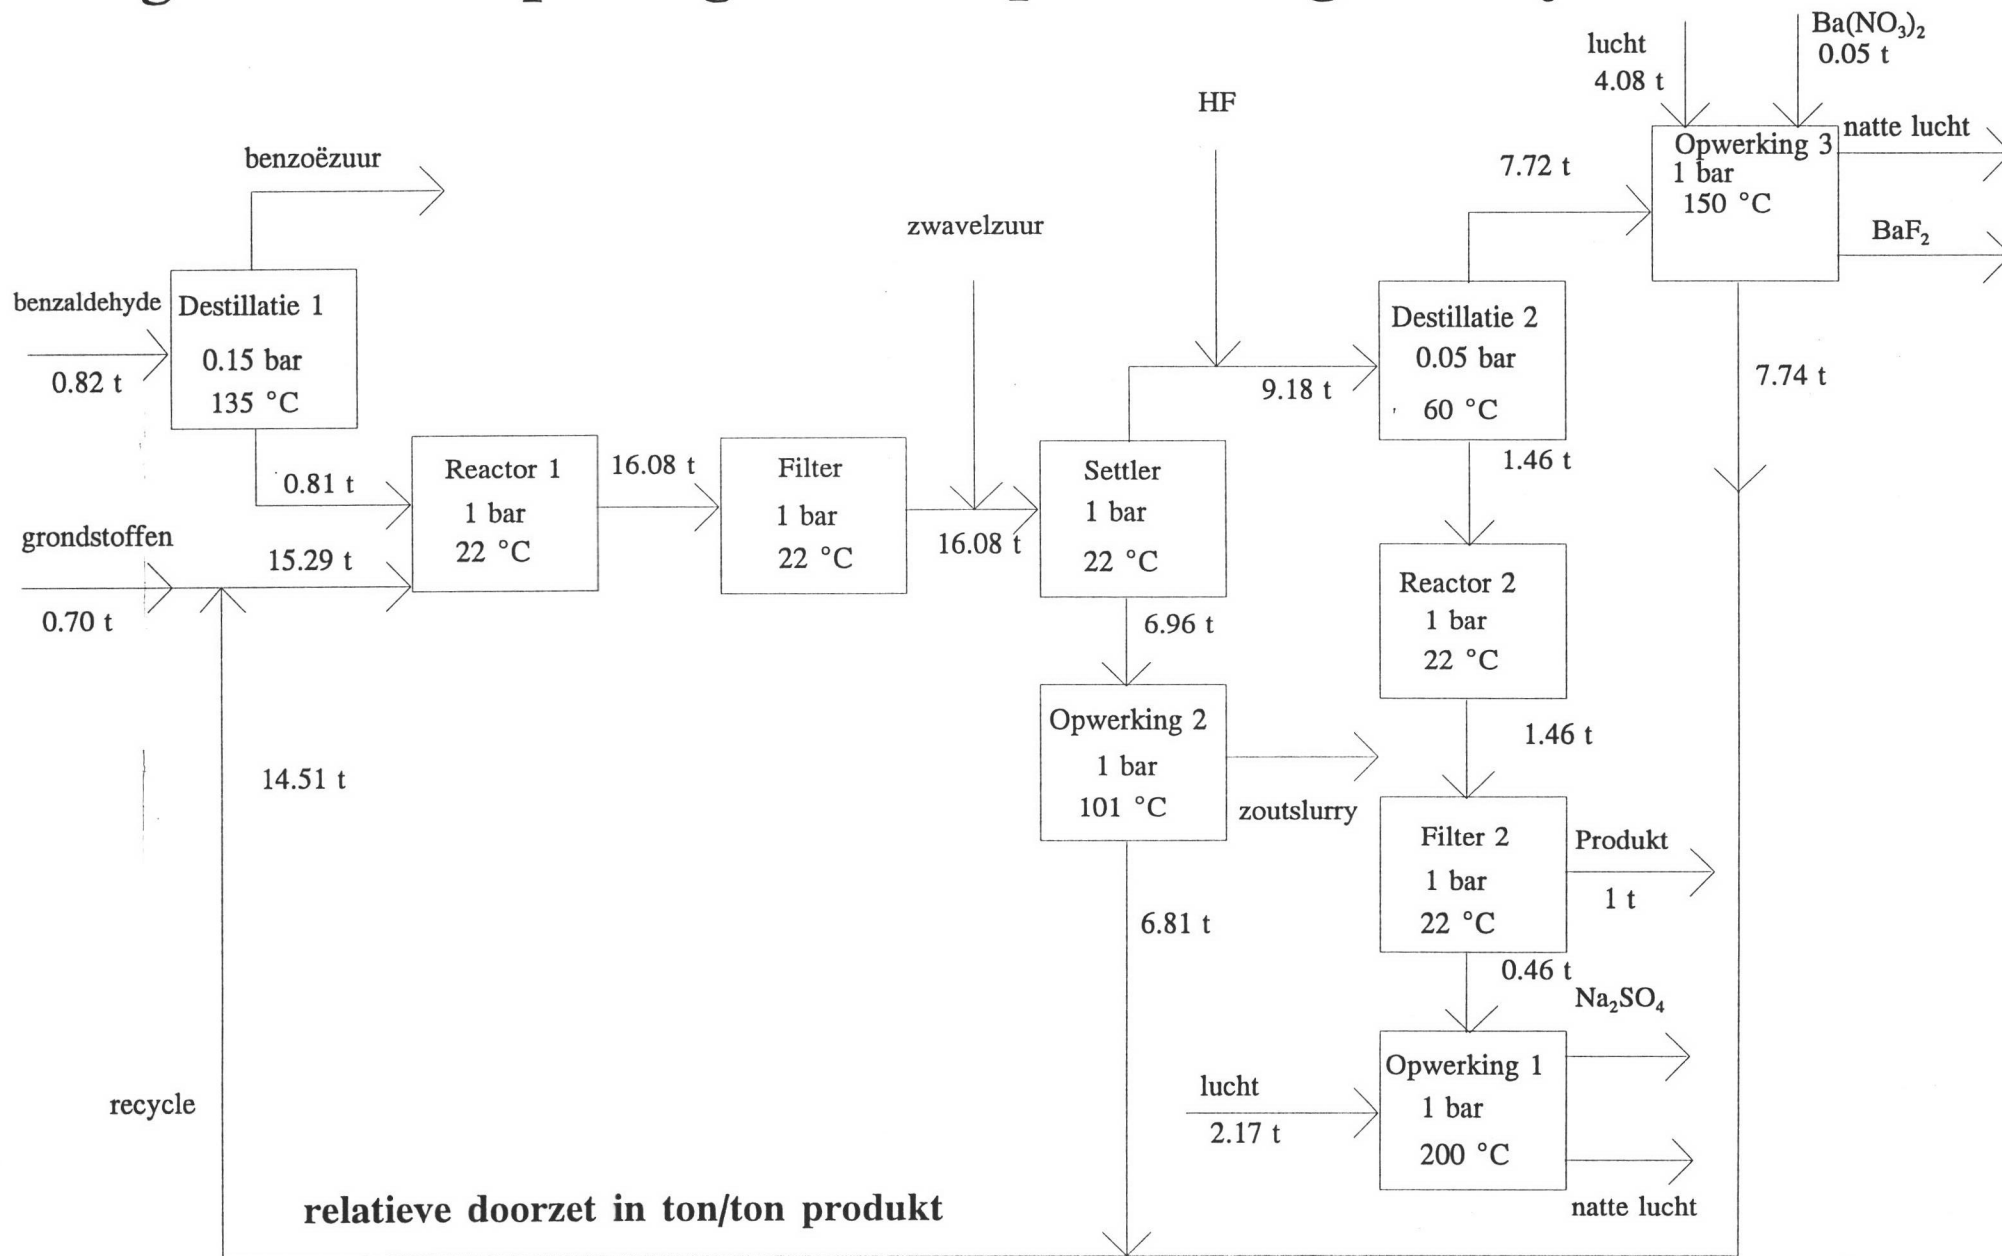 lucht
4.08 t
Ba(NO₃)₂
0.05 t
HF
natte lucht
Opwerking 3
1 bar
150 °C
7.72 t
benzoëzuur
BaF₂
zwavelzuur
benzaldehyde
0.82 t
Destillatie 1
0.15 bar
135 °C
Destillatie 2
0.05 bar
60 °C
9.18 t
7.74 t
0.81 t
Reactor 1
1 bar
22 °C
16.08 t
Filter
1 bar
22 °C
16.08 t
Settler
1 bar
22 °C
1.46 t
grondstoffen
0.70 t
15.29 t
6.96 t
Reactor 2
1 bar
22 °C
Opwerking 2
1 bar
101 °C
zoutslurry
1.46 t
14.51 t
Filter 2
1 bar
22 °C
Produkt
1 t
6.81 t
0.46 t
Na₂SO₄
Opwerking 1
1 bar
200 °C
lucht
2.17 t
recycle
natte lucht
relatieve doorzet in ton/ton produkt